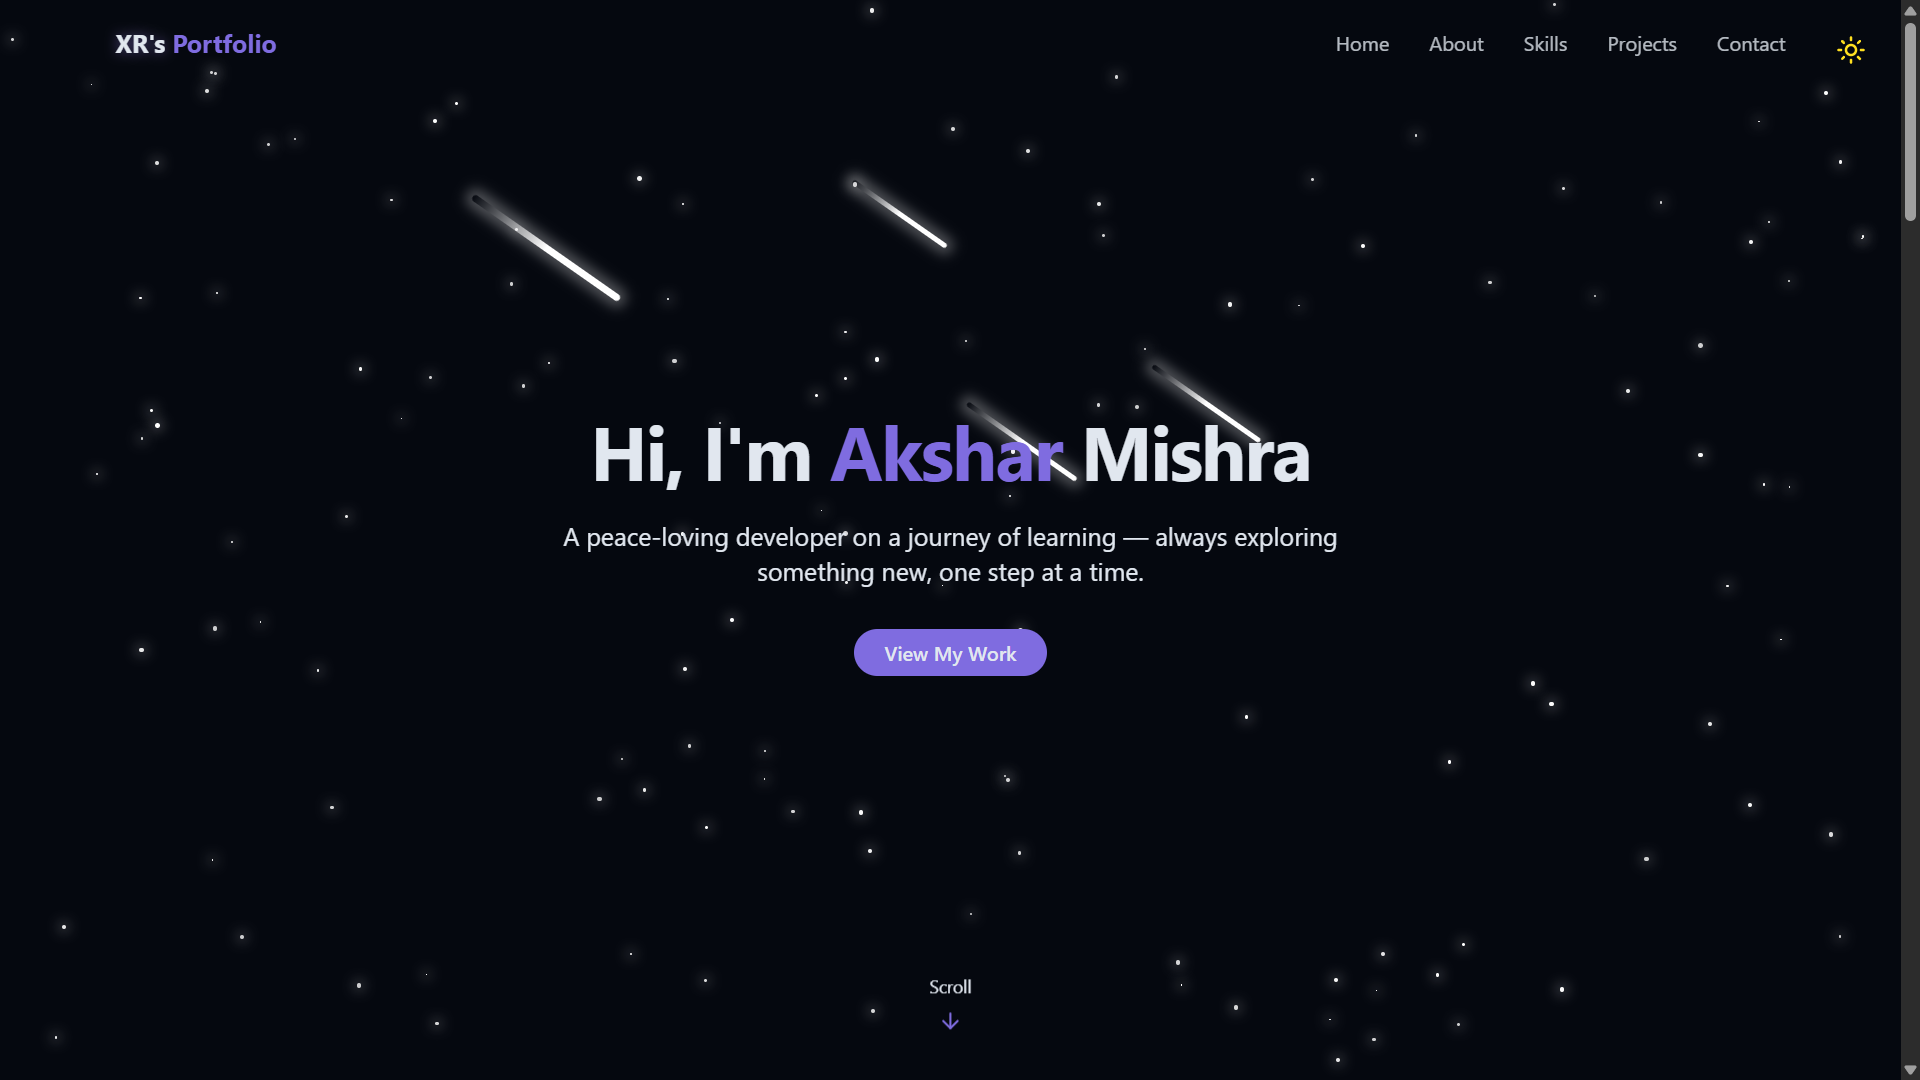 XR's Portfolio
Home About Skills Projects Contact
Hi, I'm Akshar Mishra
A peace-loving developer on a journey of learning — always exploring
something new, one step at a time.
View My Work
Scroll